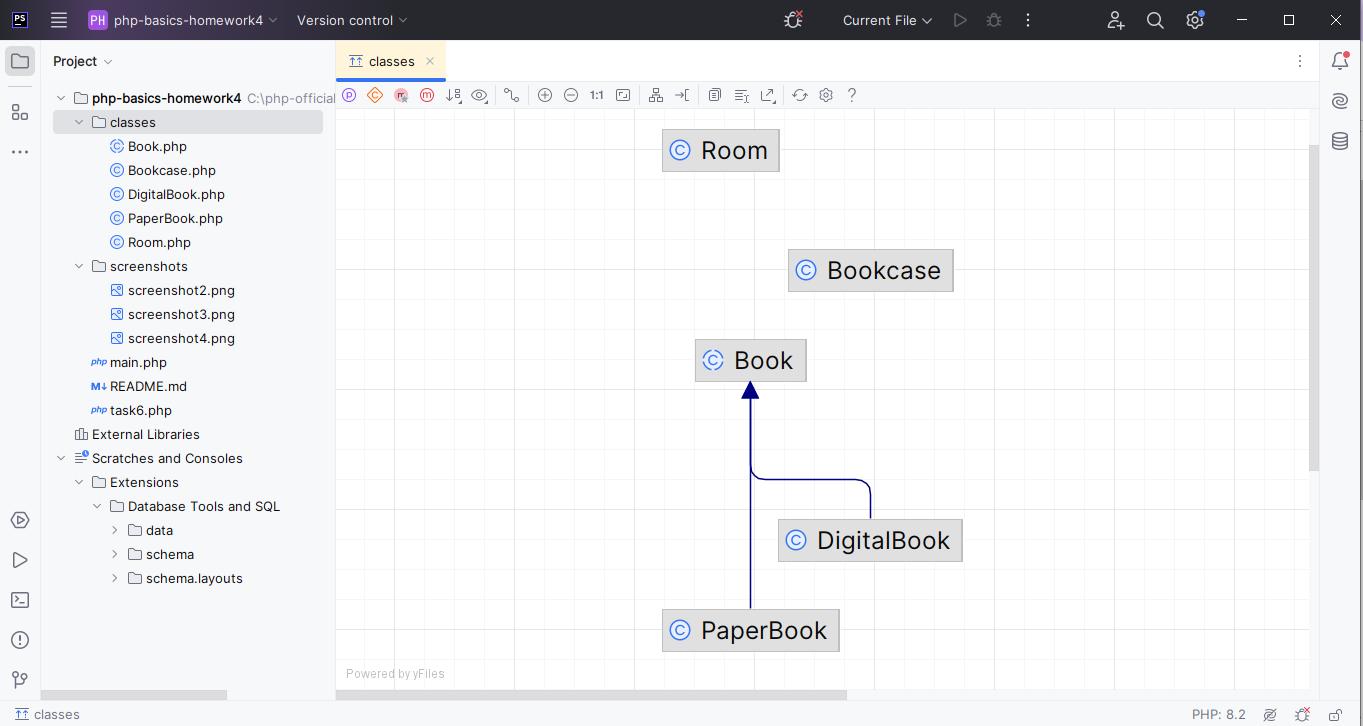 PS PH php-basics-homework4 Version control Current File
Project
classes
php-basics-homework4 C:\php-official
1:1
classes
Book.php
Bookcase.php
DigitalBook.php
PaperBook.php
Room.php
screenshots
screenshot2.png
screenshot3.png
screenshot4.png
php main.php
M↓ README.md
php task6.php
External Libraries
Scratches and Consoles
Extensions
Database Tools and SQL
data
schema
schema.layouts
C Room
C Bookcase
C Book
C DigitalBook
C PaperBook
Powered by yFiles
classes
PHP: 8.2